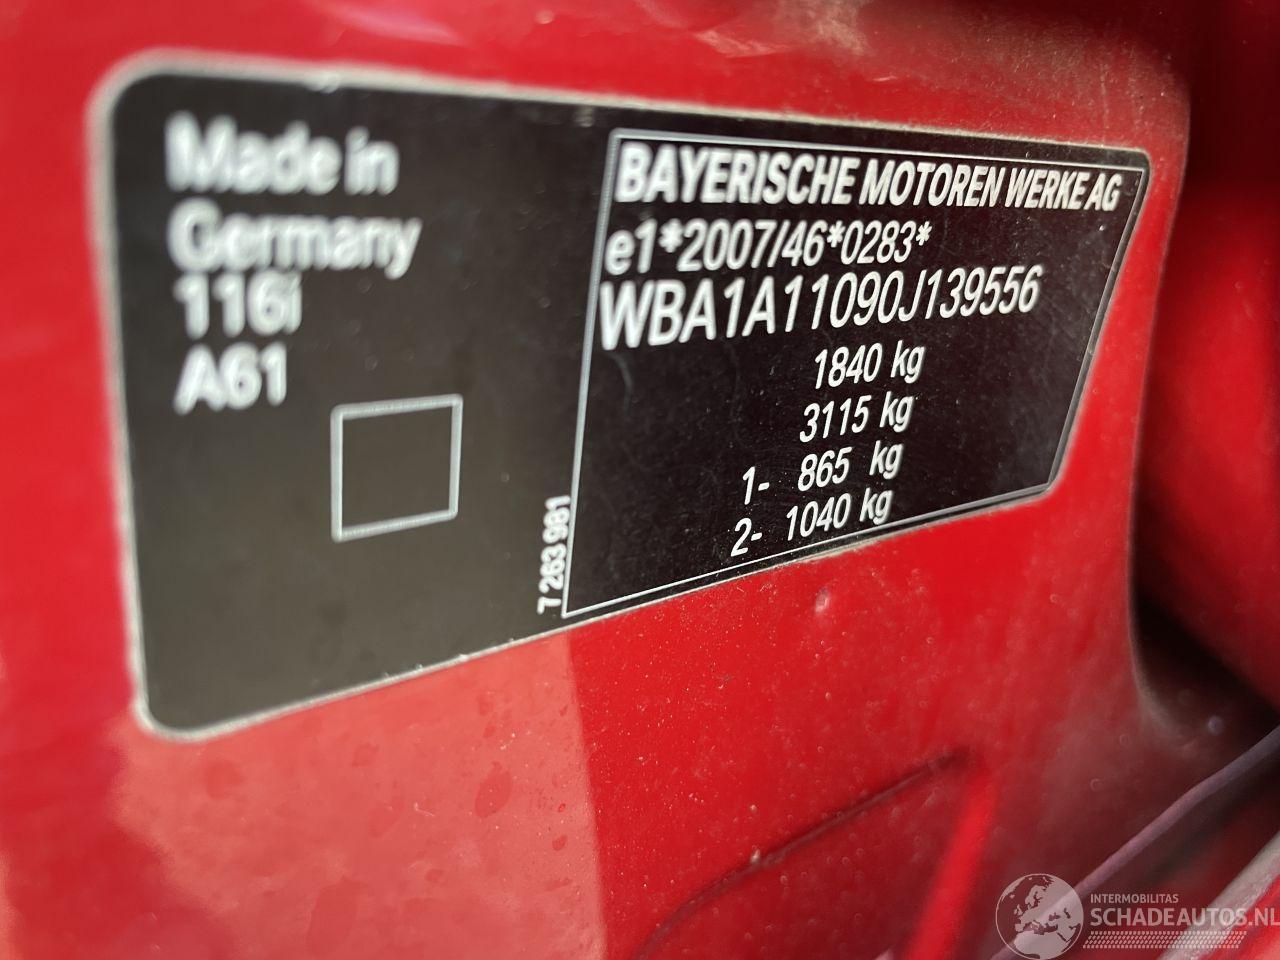 Made in
Germany
116i
A61
7 263 981
BAYERISCHE MOTOREN WERKE AG
e1*2007/46*0283*
WBA1A11090J139556
1840 kg
3115 kg
1- 865 kg
2- 1040 kg
INTERMOBILITAS
SCHADEAUTOS.NL